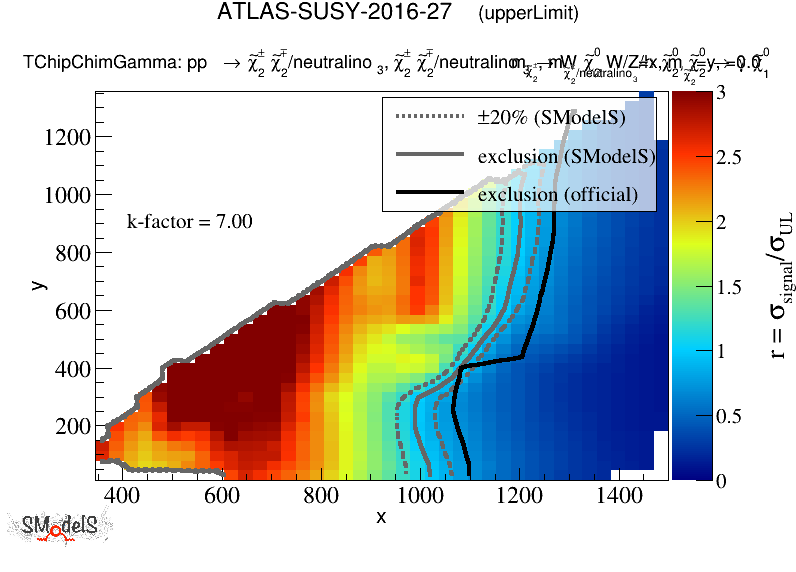 ATLAS-SUSY-2016-27 (upperLimit)
TChipChimGamma: pp → χ̃₂± χ̃₂∓/neutralino ₃, χ̃₂± χ̃₂∓/neutralino
±20% (SModelS)
exclusion (SModelS)
exclusion (official)
k-factor = 7.00
y
1200
1000
800
600
400
200
400 600 800 1000 1200 1400
x
3
2.5
2
1.5
1
0.5
0
r = σsignal/σUL
SModelS